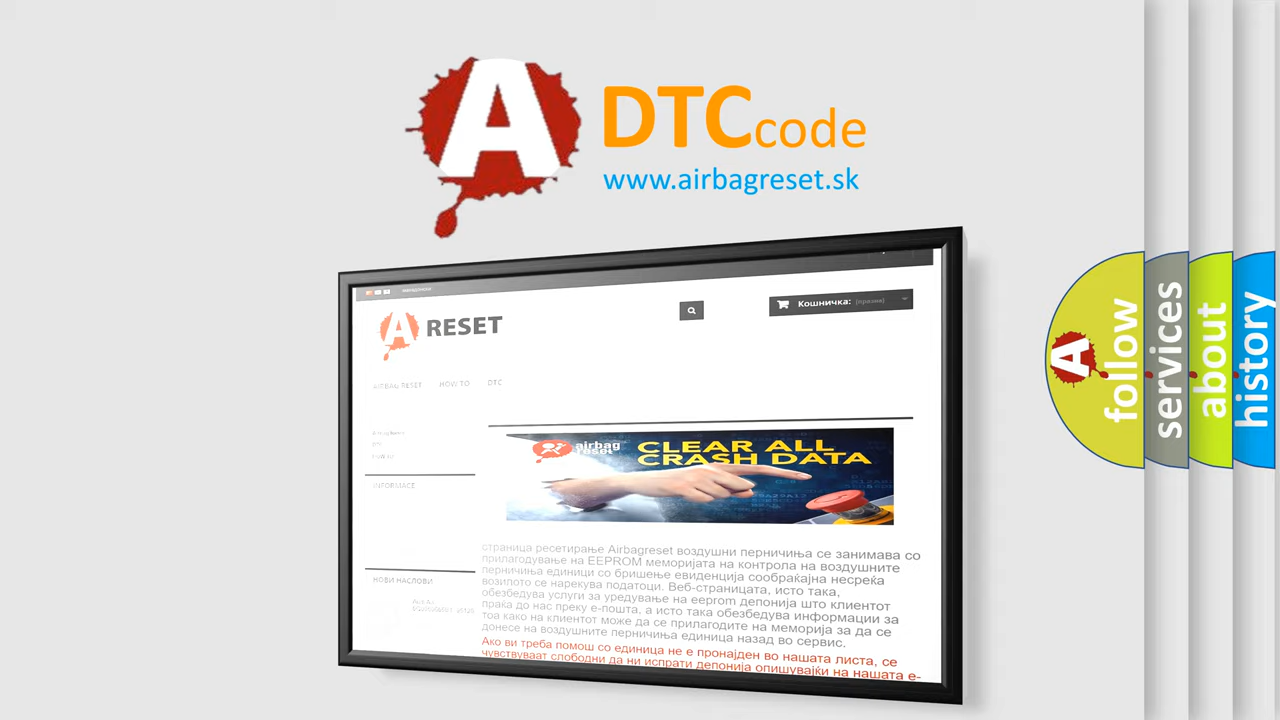 A
DTCcode
www.airbagreset.sk
Кошничка: (празна)
A RESET
AIRBAG RESET HOW TO DTC
airbag
reset
CLEAR ALL
CRASH DATA
INFORMACE
НОВИ НАСЛОВИ
страница ресетирање Airbagreset воздушни перничиња се занимава со
прилагодување на EEPROM меморијата на контрола на воздушните
перничиња единици со бришење евиденција сообраќајна несреќа
возилото се нарекува податоци. Веб-страницата, исто така,
обезбедува услуги за уредување на eeprom депонија што клиентот
праќа до нас преку е-пошта, а исто така обезбедува информации за
тоа како на клиентот може да се прилагодите на меморија за да се
донесе на воздушните перничиња единица назад во сервис.
Ако ви треба помош со единица не е пронајден во нашата листа, се
чувствуваат слободни да ни испрати депонија опишувајќи на нашата е-
A
follow
services
about
history